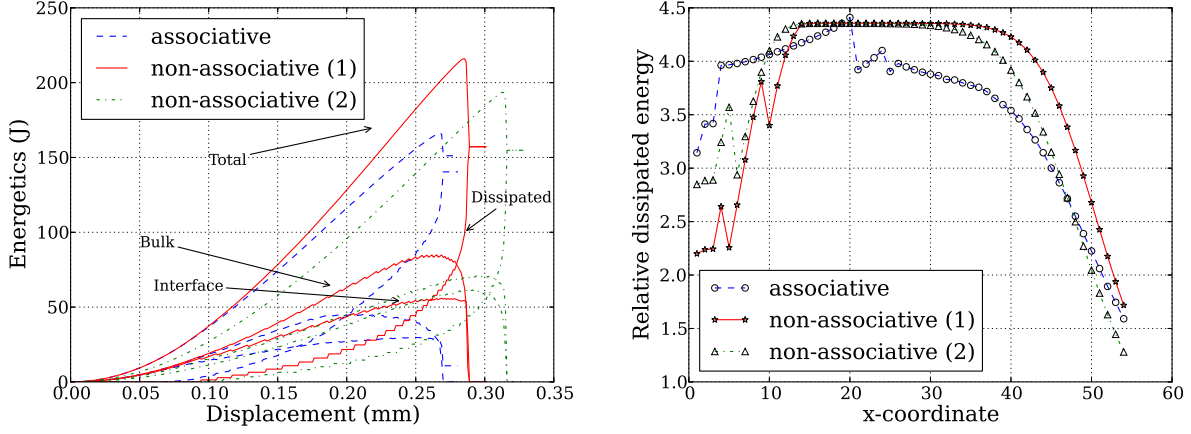 250
200
150
100
50
0
0.00 0.05 0.10 0.15 0.20 0.25 0.30 0.35
Energetics (J)
Displacement (mm)
associative
non-associative (1)
non-associative (2)
Total
Dissipated
Bulk
Interface
4.5
4.0
3.5
3.0
2.5
2.0
1.5
1.0
0 10 20 30 40 50 60
Relative dissipated energy
x-coordinate
associative
non-associative (1)
non-associative (2)